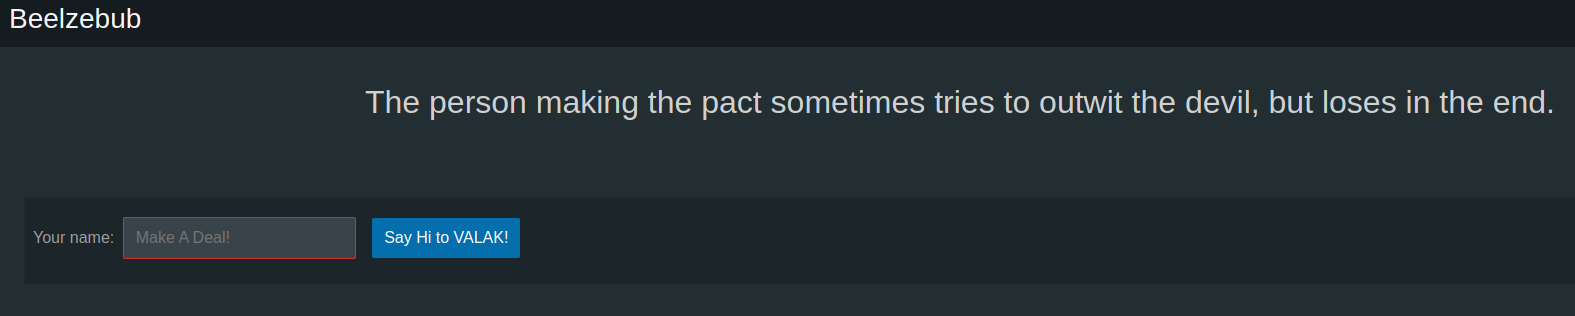 Beelzebub
The person making the pact sometimes tries to outwit the devil, but loses in the end.
Your name: Make A Deal! Say Hi to VALAK!